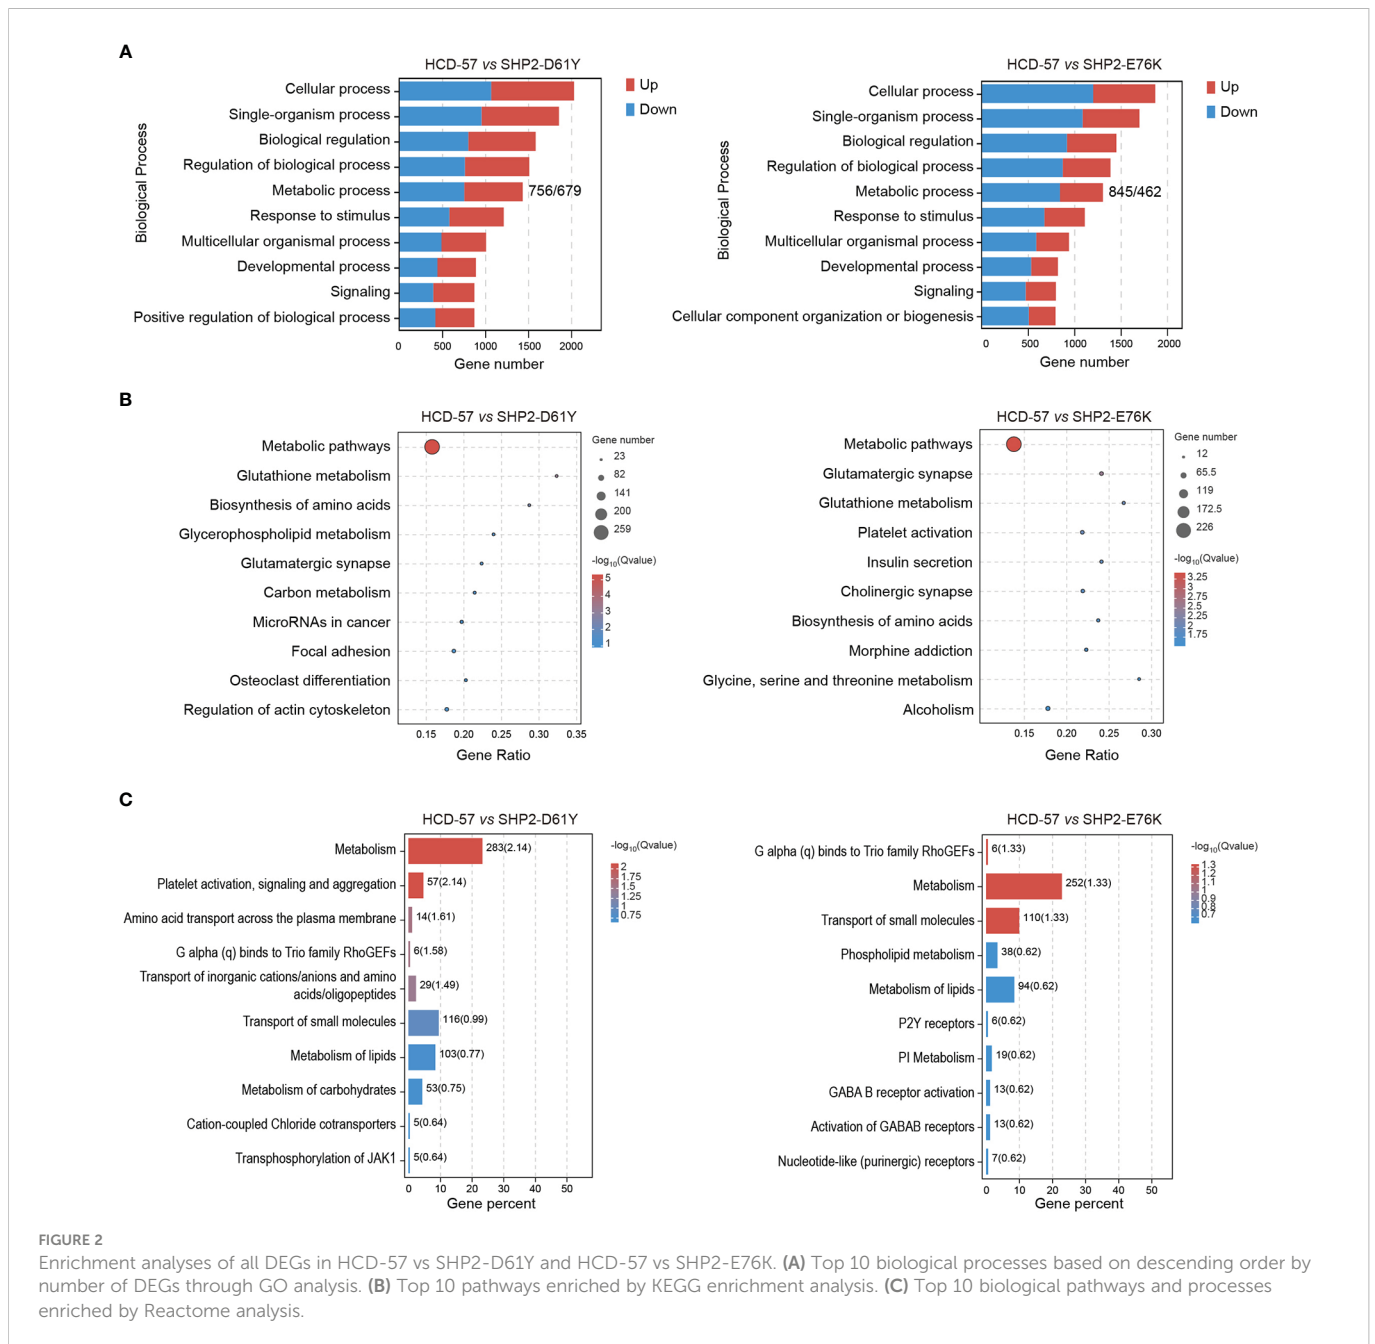 A
HCD-57 vs SHP2-D61Y
Up
Down
Biological Process
Cellular process
Single-organism process
Biological regulation
Regulation of biological process
Metabolic process
756/679
Response to stimulus
Multicellular organismal process
Developmental process
Signaling
Positive regulation of biological process
0 500 1000 1500 2000
Gene number
HCD-57 vs SHP2-E76K
Up
Down
Biological Process
Cellular process
Single-organism process
Biological regulation
Regulation of biological process
Metabolic process
845/462
Response to stimulus
Multicellular organismal process
Developmental process
Signaling
Cellular component organization or biogenesis
0 500 1000 1500 2000
Gene number
B
HCD-57 vs SHP2-D61Y
Metabolic pathways
Glutathione metabolism
Biosynthesis of amino acids
Glycerophospholipid metabolism
Glutamatergic synapse
Carbon metabolism
MicroRNAs in cancer
Focal adhesion
Osteoclast differentiation
Regulation of actin cytoskeleton
0.15 0.20 0.25 0.30 0.35
Gene Ratio
Gene number
23
82
141
200
259
-log10(Qvalue)
5
4
3
2
1
HCD-57 vs SHP2-E76K
Metabolic pathways
Glutamatergic synapse
Glutathione metabolism
Platelet activation
Insulin secretion
Cholinergic synapse
Biosynthesis of amino acids
Morphine addiction
Glycine, serine and threonine metabolism
Alcoholism
0.15 0.20 0.25 0.30
Gene Ratio
Gene number
12
65.5
119
172.5
226
-log10(Qvalue)
3.25
3
2.75
2.5
2.25
2
1.75
C
HCD-57 vs SHP2-D61Y
Metabolism 283(2.14)
Platelet activation, signaling and aggregation 57(2.14)
Amino acid transport across the plasma membrane 14(1.61)
G alpha (q) binds to Trio family RhoGEFs 6(1.58)
Transport of inorganic cations/anions and amino
acids/oligopeptides 29(1.49)
Transport of small molecules 116(0.99)
Metabolism of lipids 103(0.77)
Metabolism of carbohydrates 53(0.75)
Cation-coupled Chloride cotransporters 5(0.64)
Transphosphorylation of JAK1 5(0.64)
0 10 20 30 40 50
Gene percent
-log10(Qvalue)
2
1.75
1.5
1.25
1
0.75
HCD-57 vs SHP2-E76K
G alpha (q) binds to Trio family RhoGEFs 6(1.33)
Metabolism 252(1.33)
Transport of small molecules 110(1.33)
Phospholipid metabolism 38(0.62)
Metabolism of lipids 94(0.62)
P2Y receptors 6(0.62)
PI Metabolism 19(0.62)
GABA B receptor activation 13(0.62)
Activation of GABAB receptors 13(0.62)
Nucleotide-like (purinergic) receptors 7(0.62)
0 10 20 30 40 50
Gene percent
-log10(Qvalue)
1.3
1.2
1.1
1
0.9
0.8
0.7
FIGURE 2
Enrichment analyses of all DEGs in HCD-57 vs SHP2-D61Y and HCD-57 vs SHP2-E76K. (A) Top 10 biological processes based on descending order by
number of DEGs through GO analysis. (B) Top 10 pathways enriched by KEGG enrichment analysis. (C) Top 10 biological pathways and processes
enriched by Reactome analysis.